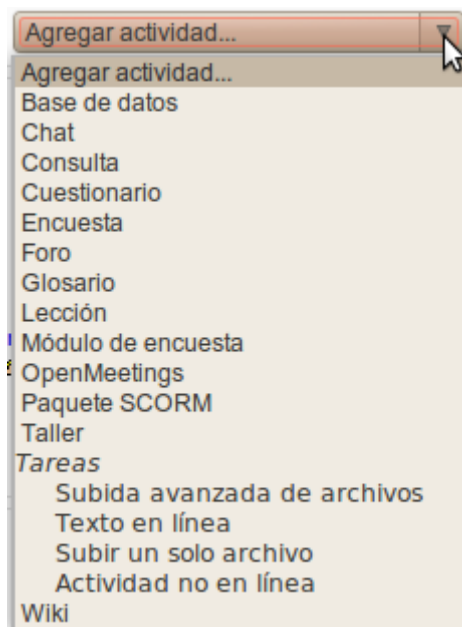 Agregar actividad...
Agregar actividad...
Base de datos
Chat
Consulta
Cuestionario
Encuesta
Foro
Glosario
Lección
Módulo de encuesta
OpenMeetings
Paquete SCORM
Taller
Tareas
Subida avanzada de archivos
Texto en línea
Subir un solo archivo
Actividad no en línea
Wiki